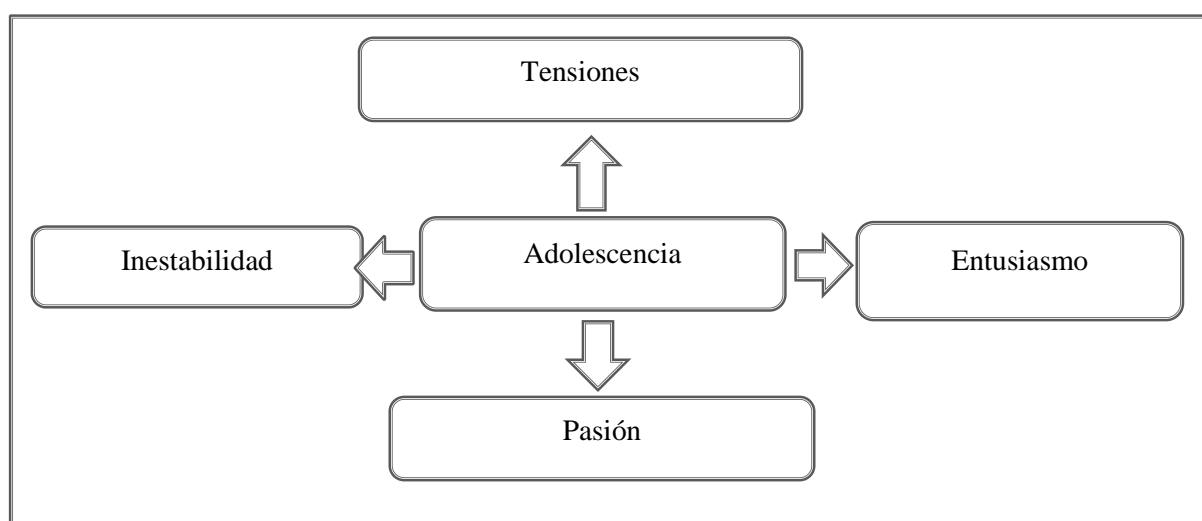 Tensiones
Inestabilidad
Adolescencia
Entusiasmo
Pasión